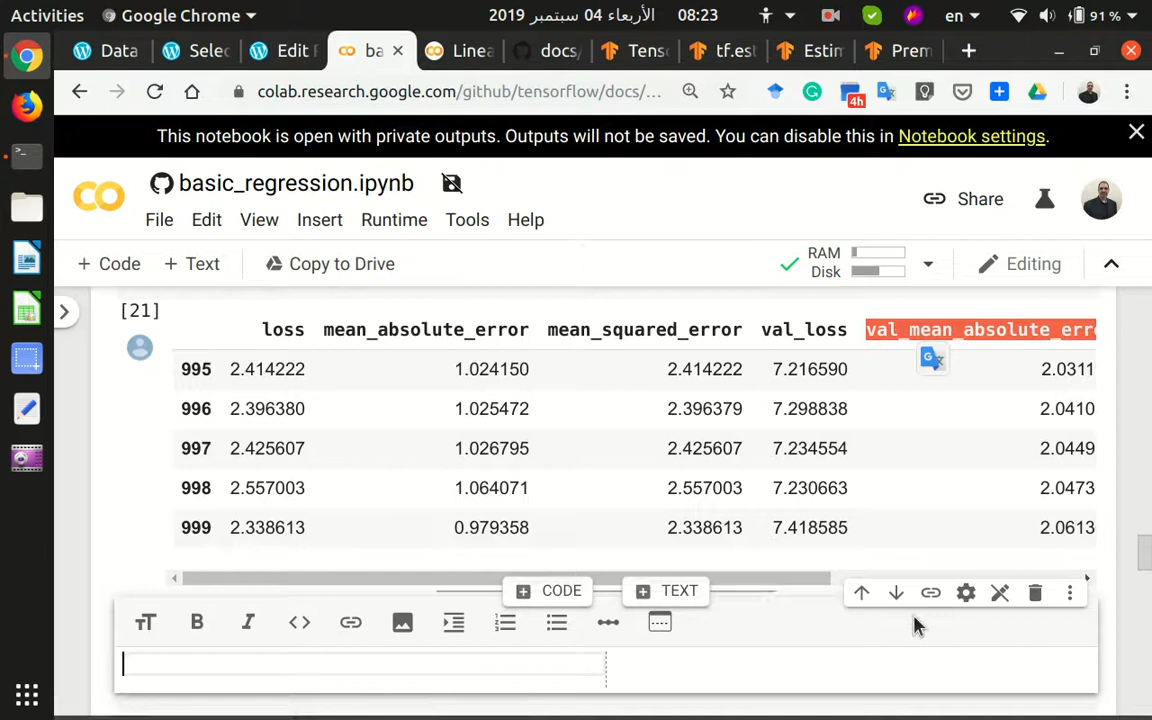 Activities
Google Chrome
الأربعاء 04 سبتمبر 2019 08:23
en
91 %
Data
Selec
Edit P
ba
Linea
docs/
Tenso
tf.est
Estim
Prem
colab.research.google.com/github/tensorflow/docs/...
4h
This notebook is open with private outputs. Outputs will not be saved. You can disable this in Notebook settings.
basic_regression.ipynb
Share
File Edit View Insert Runtime Tools Help
+ Code + Text
Copy to Drive
RAM
Disk
Editing
[21]
loss mean_absolute_error mean_squared_error val_loss val_mean_absolute_erro
995 2.414222 1.024150 2.414222 7.216590 2.0311
996 2.396380 1.025472 2.396379 7.298838 2.0410
997 2.425607 1.026795 2.425607 7.234554 2.0449
998 2.557003 1.064071 2.557003 7.230663 2.0473
999 2.338613 0.979358 2.338613 7.418585 2.0613
CODE
TEXT